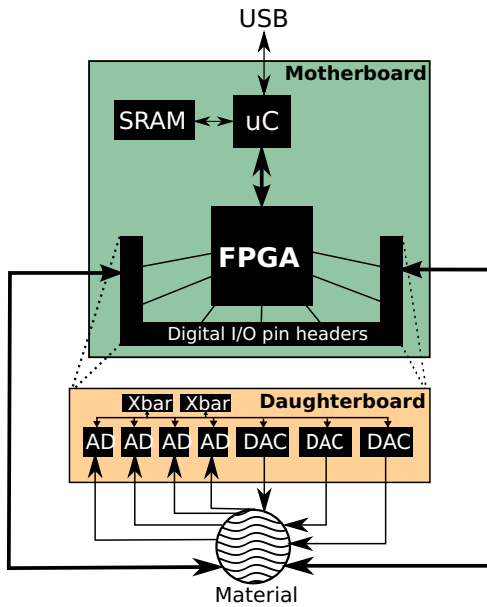 USB
Motherboard
SRAM
uC
FPGA
Digital I/O pin headers
Daughterboard
Xbar Xbar
AD AD AD AD DAC DAC DAC
Material